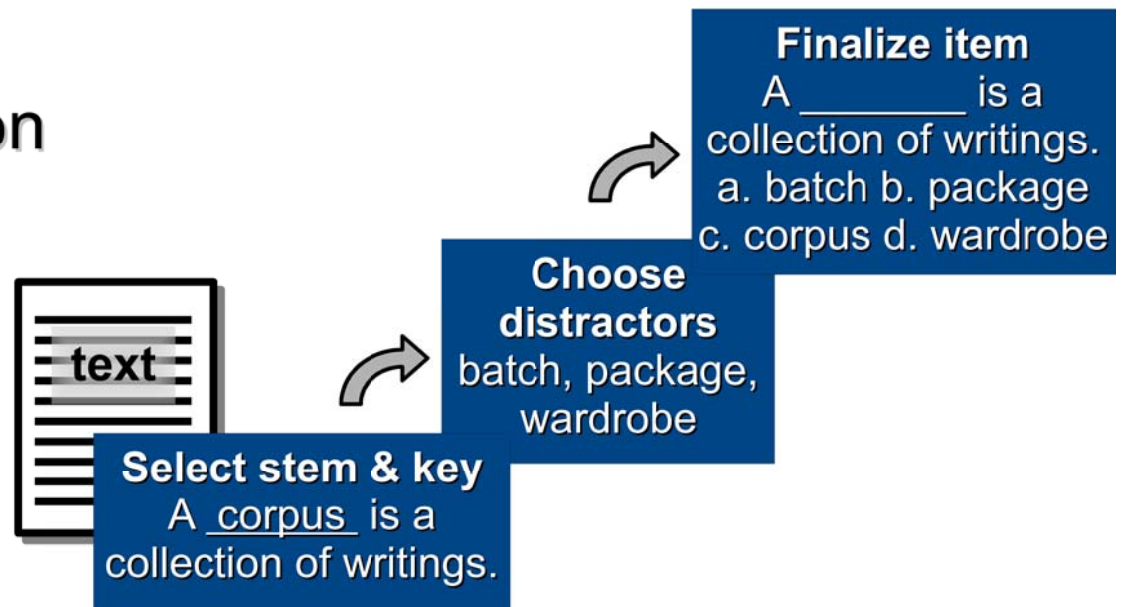 text
Select stem & key
A corpus is a
collection of writings.
Choose
distractors
batch, package,
wardrobe
Finalize item
A ________ is a
collection of writings.
a. batch b. package
c. corpus d. wardrobe